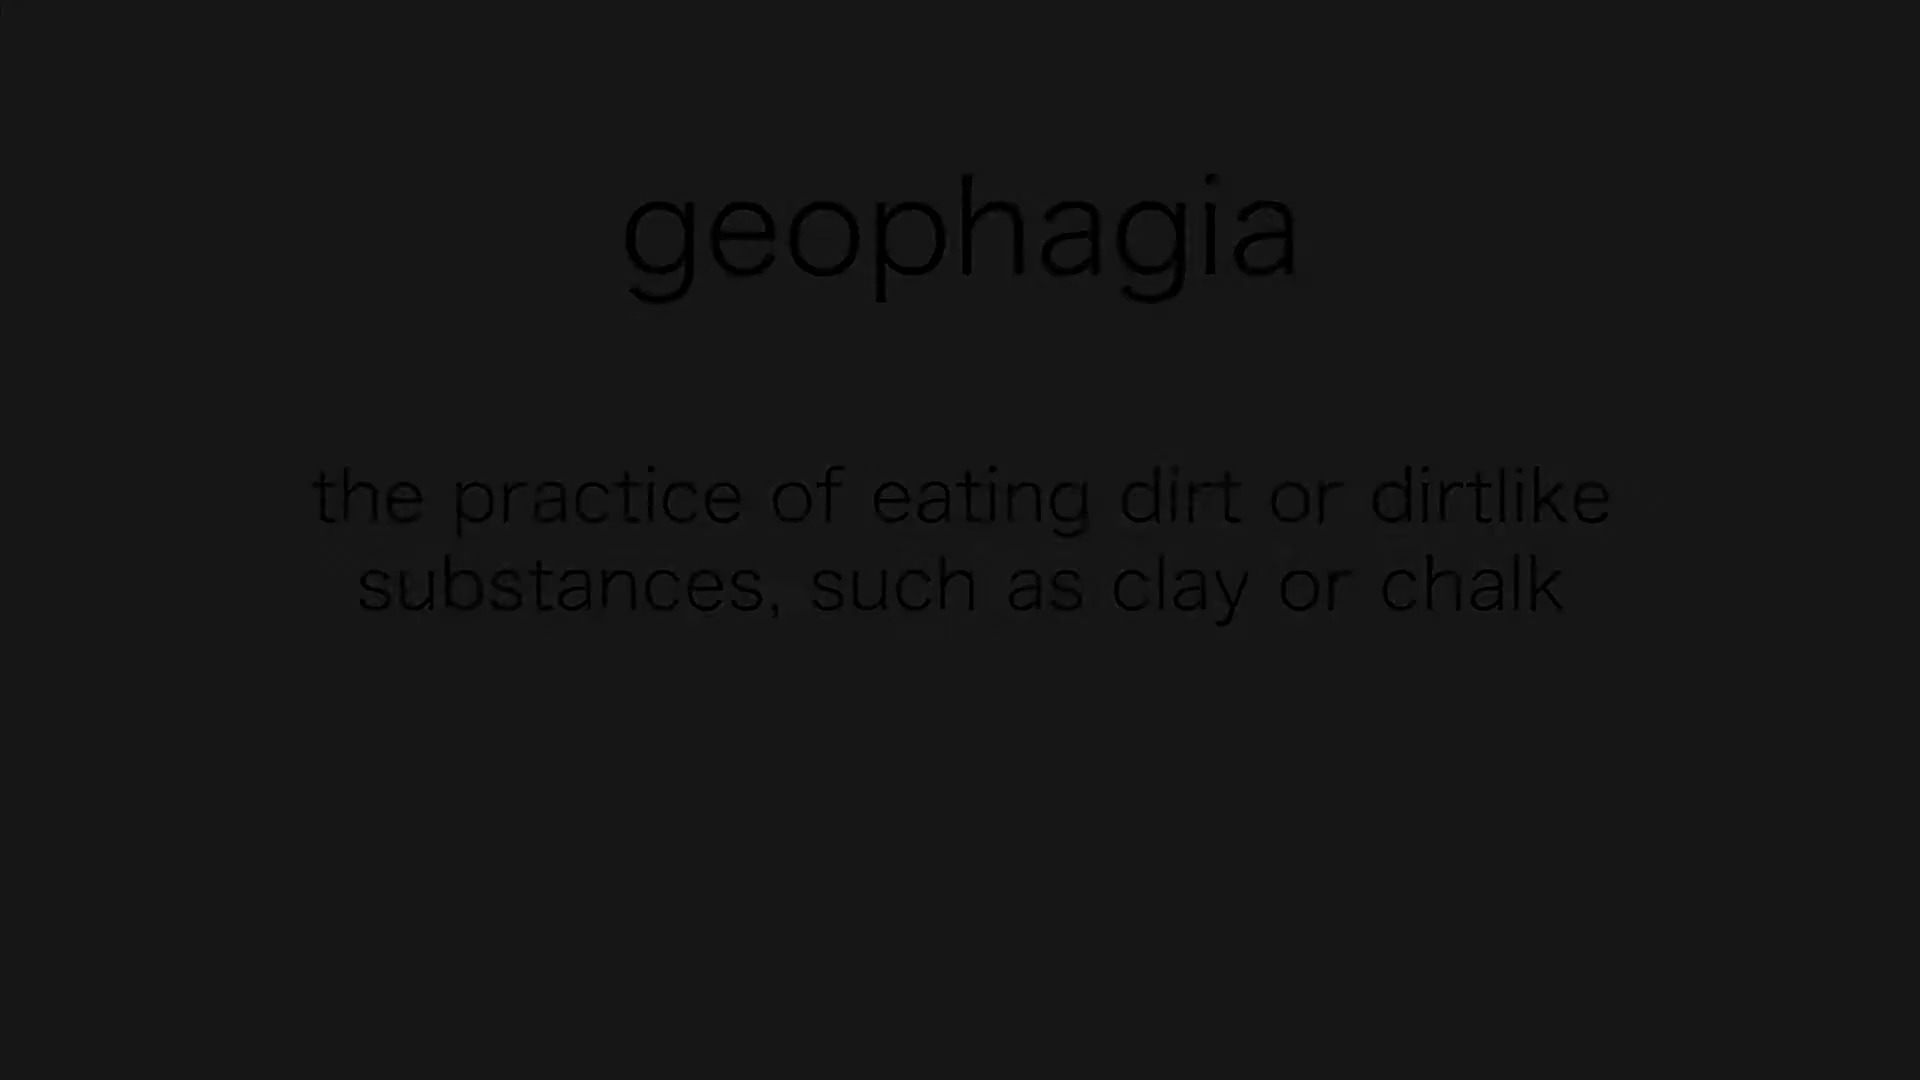 geophagia
the practice of eating dirt or dirtlike
substances, such as clay or chalk